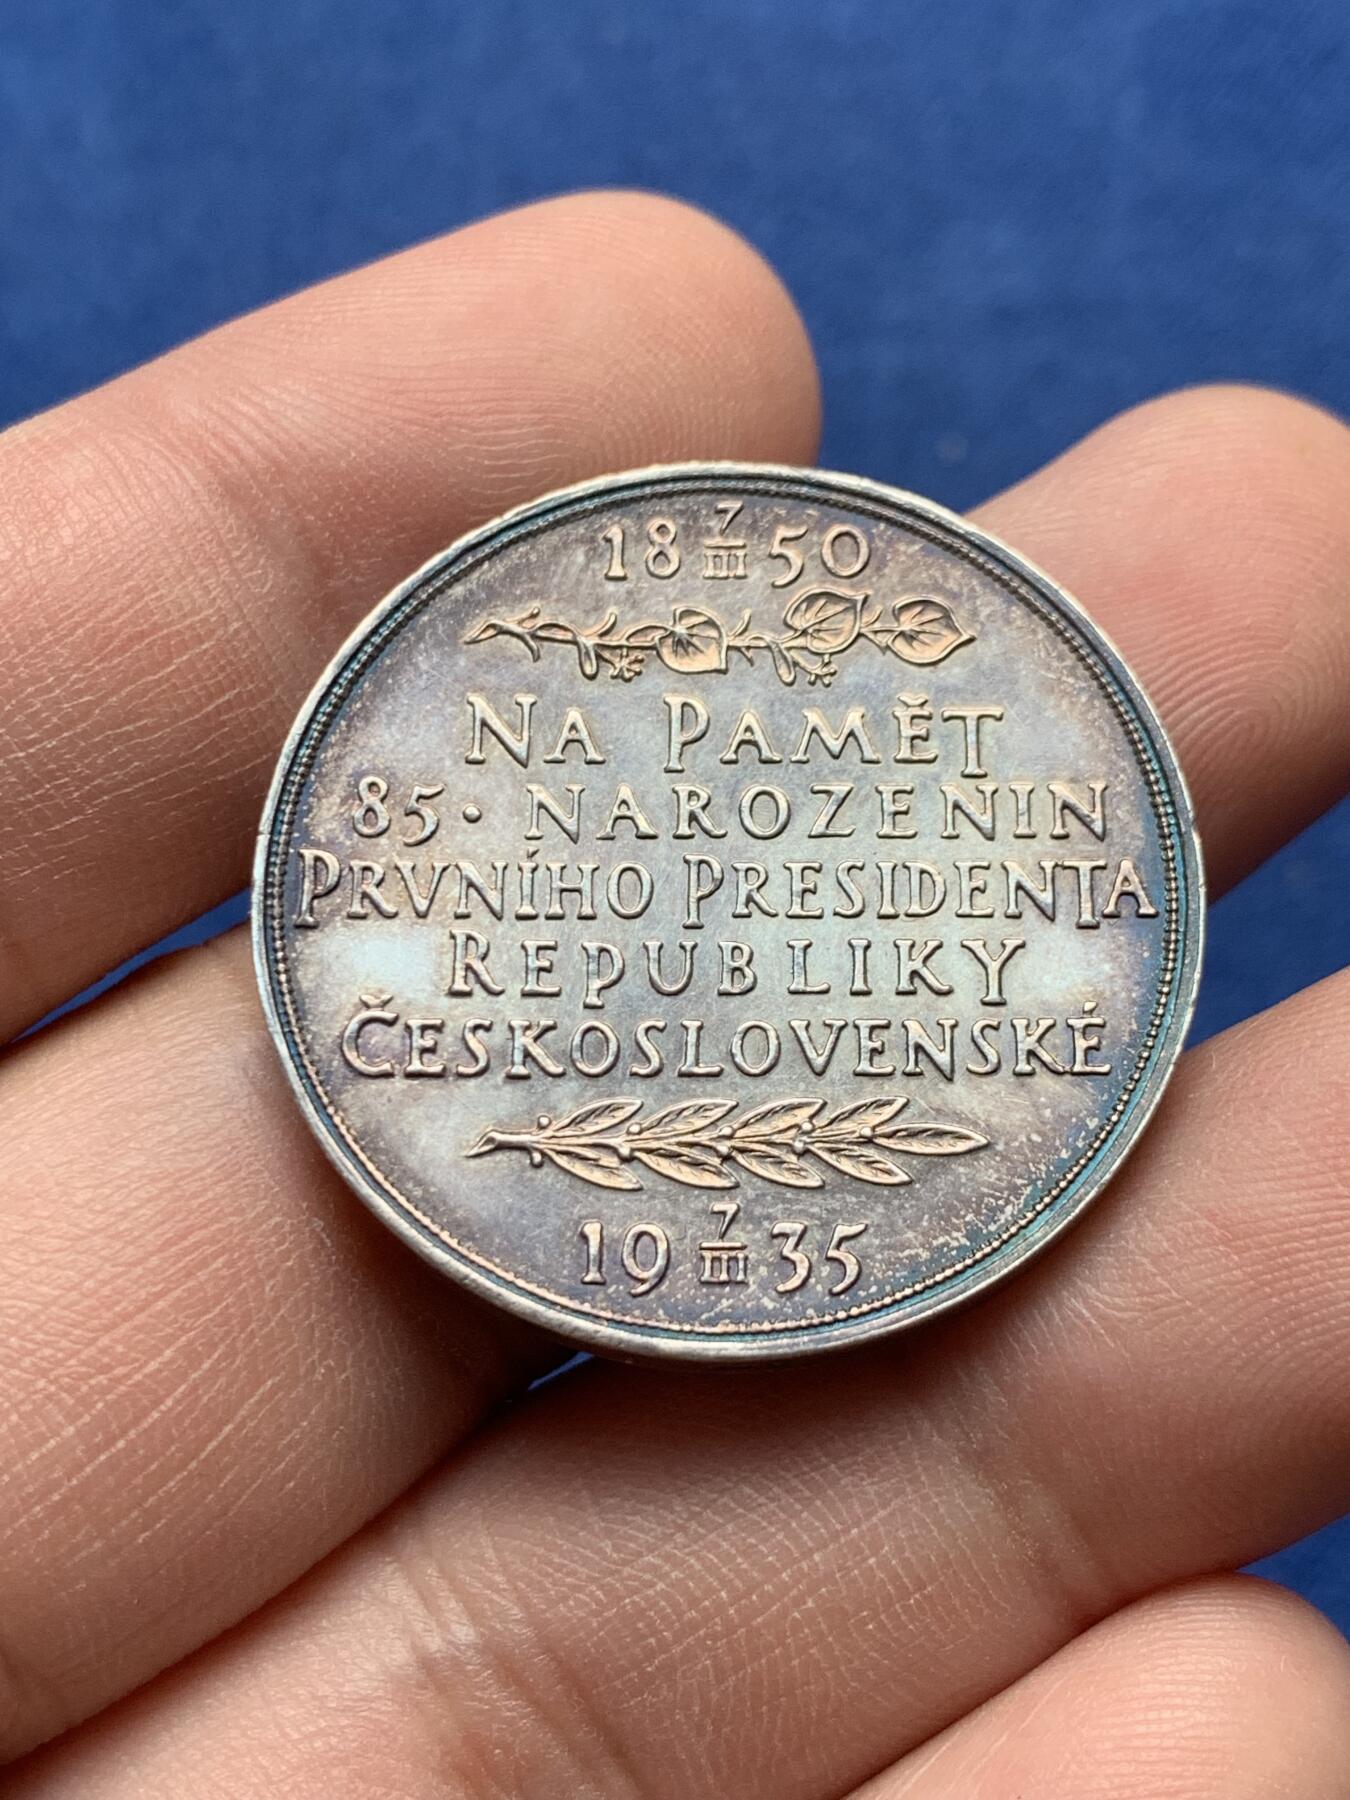 18 7/III 50
NA PAMĚT
85· NAROZENIN
PRVNÍHO PRESIDENTA
REPUBLIKY
ČESKOSLOVENSKÉ
19 7/III 35